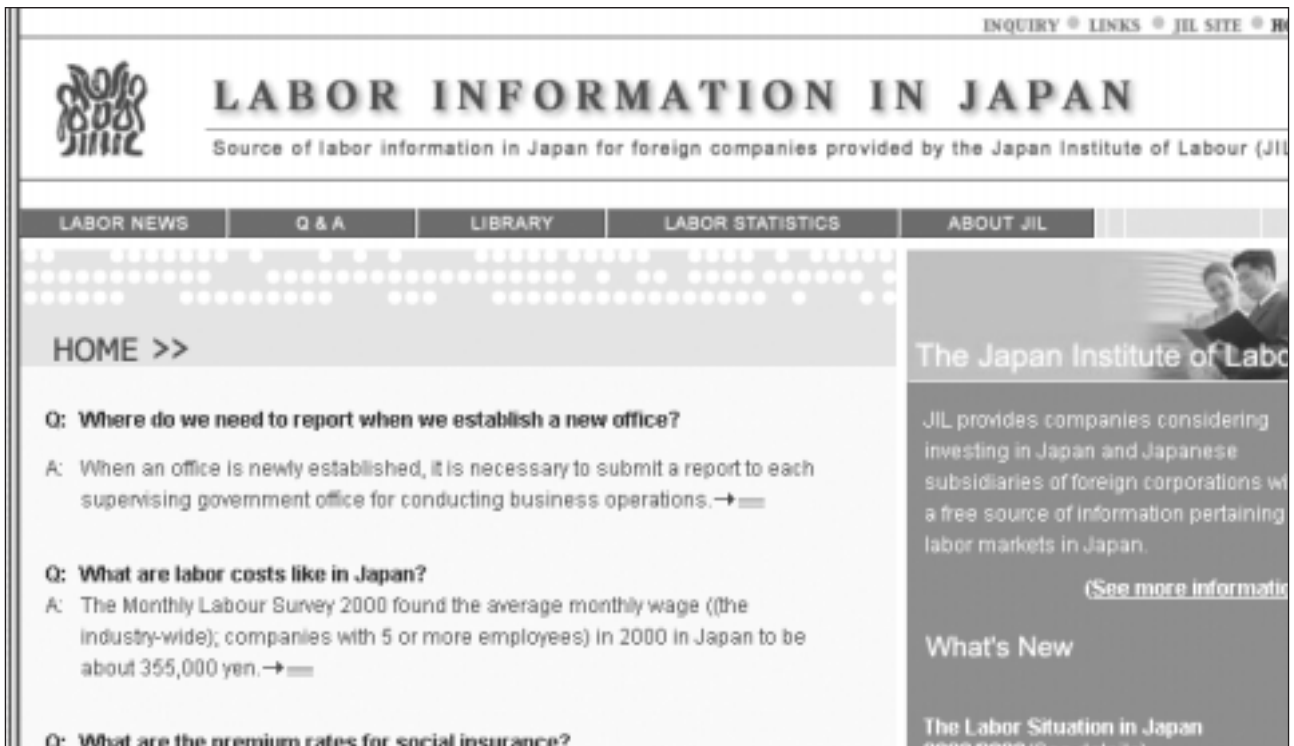 INQUIRY LINKS JIL SITE
LABOR INFORMATION IN JAPAN
Source of labor information in Japan for foreign companies provided by the Japan Institute of Labour (JIL
LABOR NEWS Q & A LIBRARY LABOR STATISTICS ABOUT JIL
HOME >>
Q: Where do we need to report when we establish a new office?
A: When an office is newly established, it is necessary to submit a report to each
supervising government office for conducting business operations.→
Q: What are labor costs like in Japan?
A: The Monthly Labour Survey 2000 found the average monthly wage ((the
industry-wide); companies with 5 or more employees) in 2000 in Japan to be
about 355,000 yen.→
Q: What are the premium rates for social insurance?
The Japan Institute of Labo
JIL provides companies considering
investing in Japan and Japanese
subsidiaries of foreign corporations wi
a free source of information pertaining
labor markets in Japan.
(See more informatio
What's New
The Labor Situation in Japan